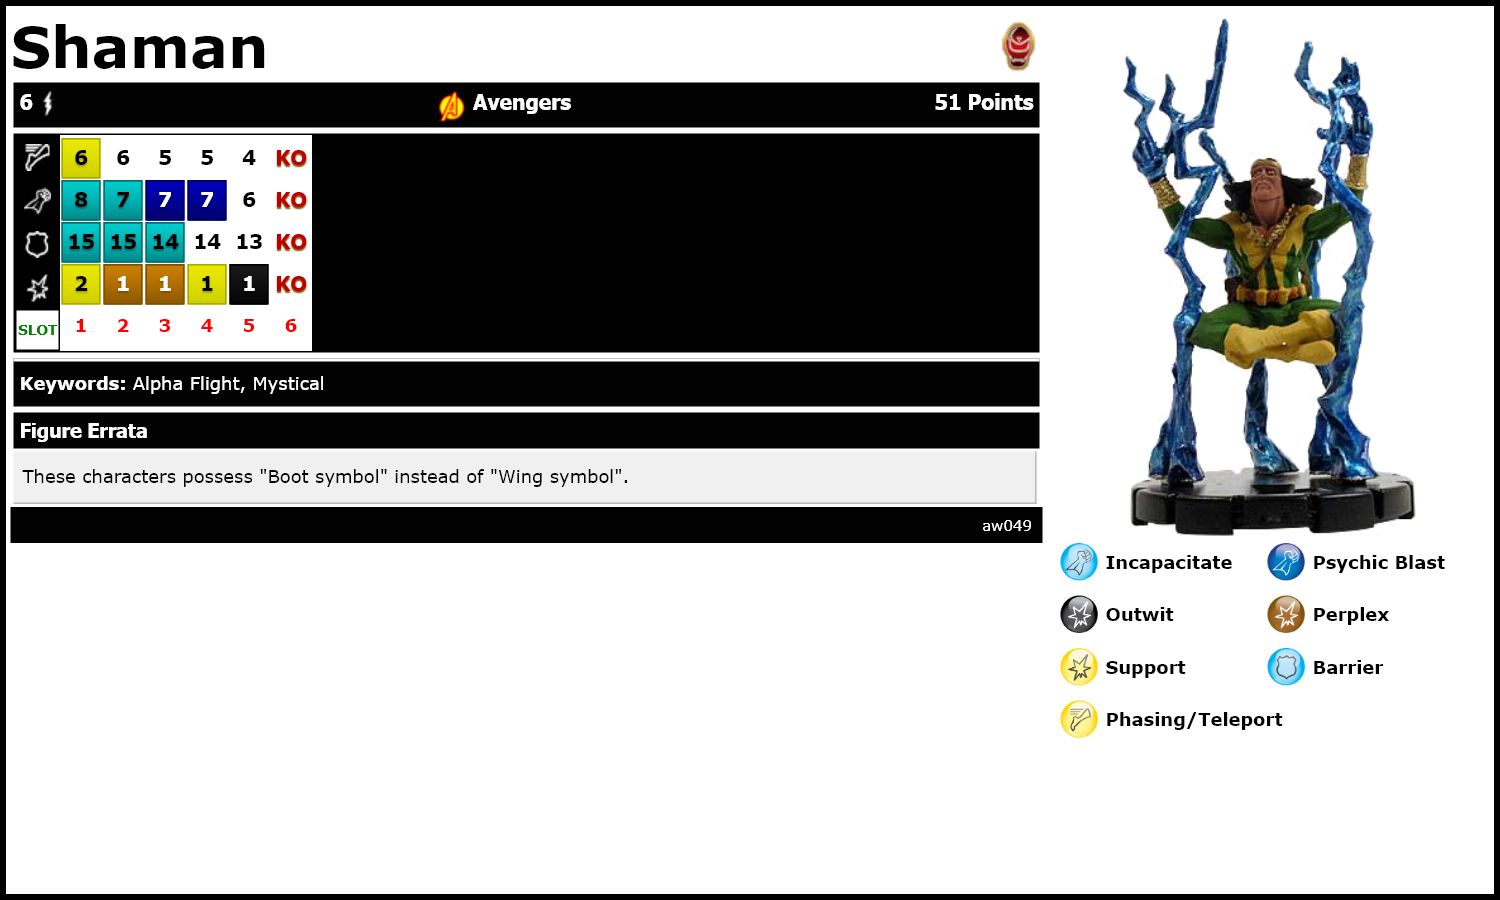 Shaman
6 Avengers 51 Points
6 6 5 5 4 KO
8 7 7 7 6 KO
15 15 14 14 13 KO
2 1 1 1 1 KO
SLOT 1 2 3 4 5 6
Keywords: Alpha Flight, Mystical
Figure Errata
These characters possess "Boot symbol" instead of "Wing symbol".
aw049
Incapacitate Psychic Blast
Outwit Perplex
Support Barrier
Phasing/Teleport